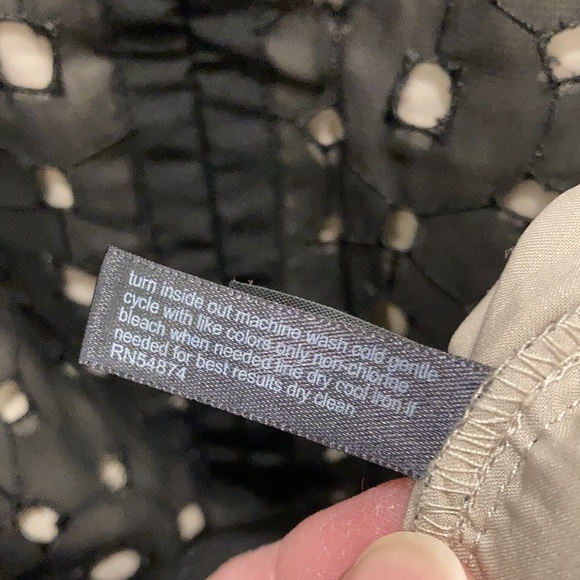 turn inside out machine wash cold gentle
cycle with like colors only non-chlorine
bleach when needed line dry cool iron if
needed for best results dry clean
RN54874